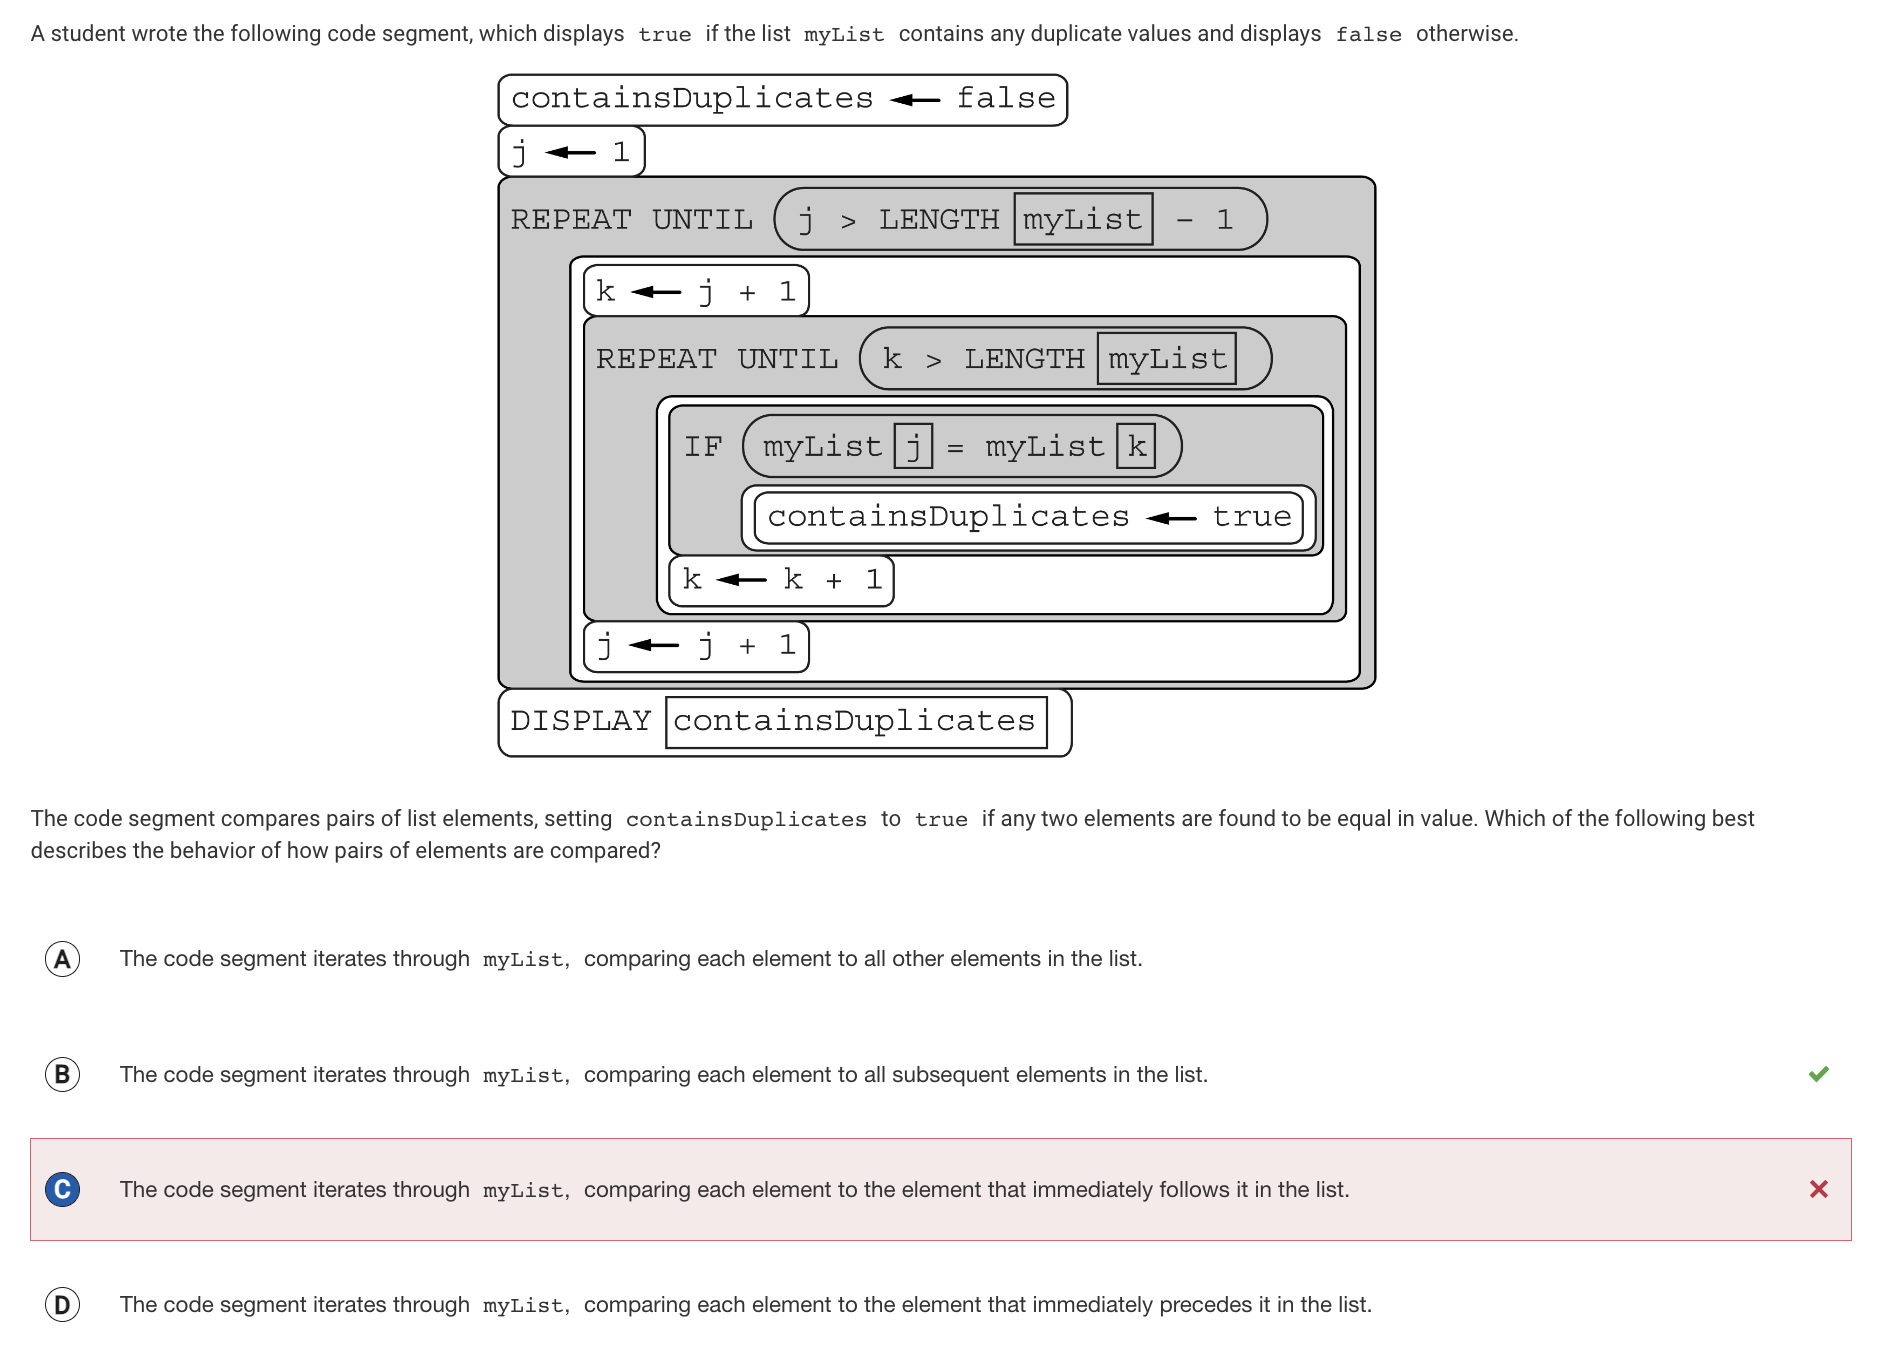 A student wrote the following code segment, which displays true if the list myList contains any duplicate values and displays false otherwise.
containsDuplicates ← false
j ← 1
REPEAT UNTIL j > LENGTH myList - 1
k ← j + 1
REPEAT UNTIL k > LENGTH myList
IF myList j = myList k
containsDuplicates ← true
k ← k + 1
j ← j + 1
DISPLAY containsDuplicates
The code segment compares pairs of list elements, setting containsDuplicates to true if any two elements are found to be equal in value. Which of the following best
describes the behavior of how pairs of elements are compared?
A The code segment iterates through myList, comparing each element to all other elements in the list.
B The code segment iterates through myList, comparing each element to all subsequent elements in the list.
C The code segment iterates through myList, comparing each element to the element that immediately follows it in the list.
D The code segment iterates through myList, comparing each element to the element that immediately precedes it in the list.